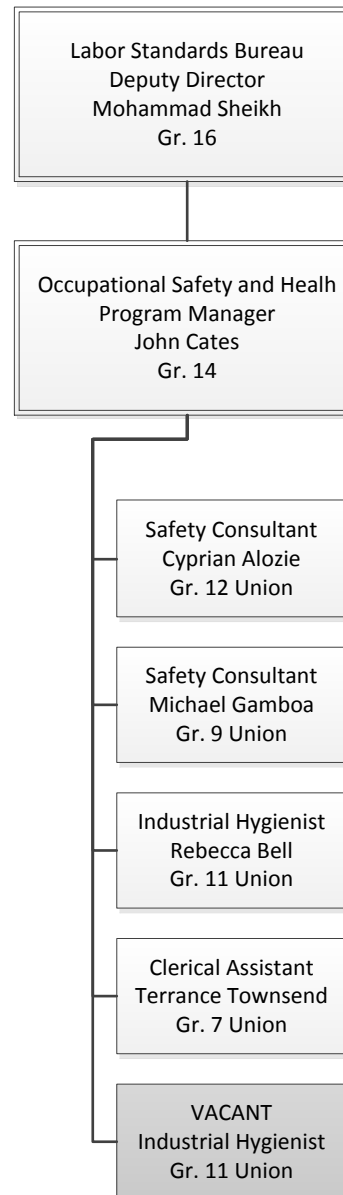 Labor Standards Bureau
Deputy Director
Mohammad Sheikh
Gr. 16
Occupational Safety and Healh
Program Manager
John Cates
Gr. 14
Safety Consultant
Cyprian Alozie
Gr. 12 Union
Safety Consultant
Michael Gamboa
Gr. 9 Union
Industrial Hygienist
Rebecca Bell
Gr. 11 Union
Clerical Assistant
Terrance Townsend
Gr. 7 Union
VACANT
Industrial Hygienist
Gr. 11 Union